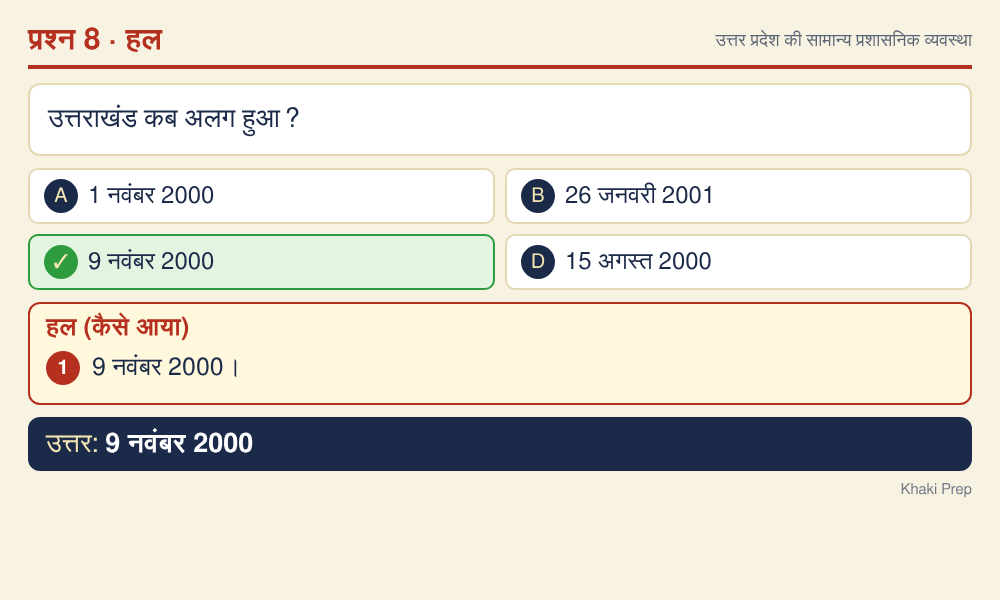 प्रश्न 8 · हल
उत्तर प्रदेश की सामान्य प्रशासनिक व्यवस्था
उत्तराखंड कब अलग हुआ ?
A 1 नवंबर 2000
B 26 जनवरी 2001
✓ 9 नवंबर 2000
D 15 अगस्त 2000
हल (कैसे आया)
1 9 नवंबर 2000 ।
उत्तर: 9 नवंबर 2000
Khaki Prep